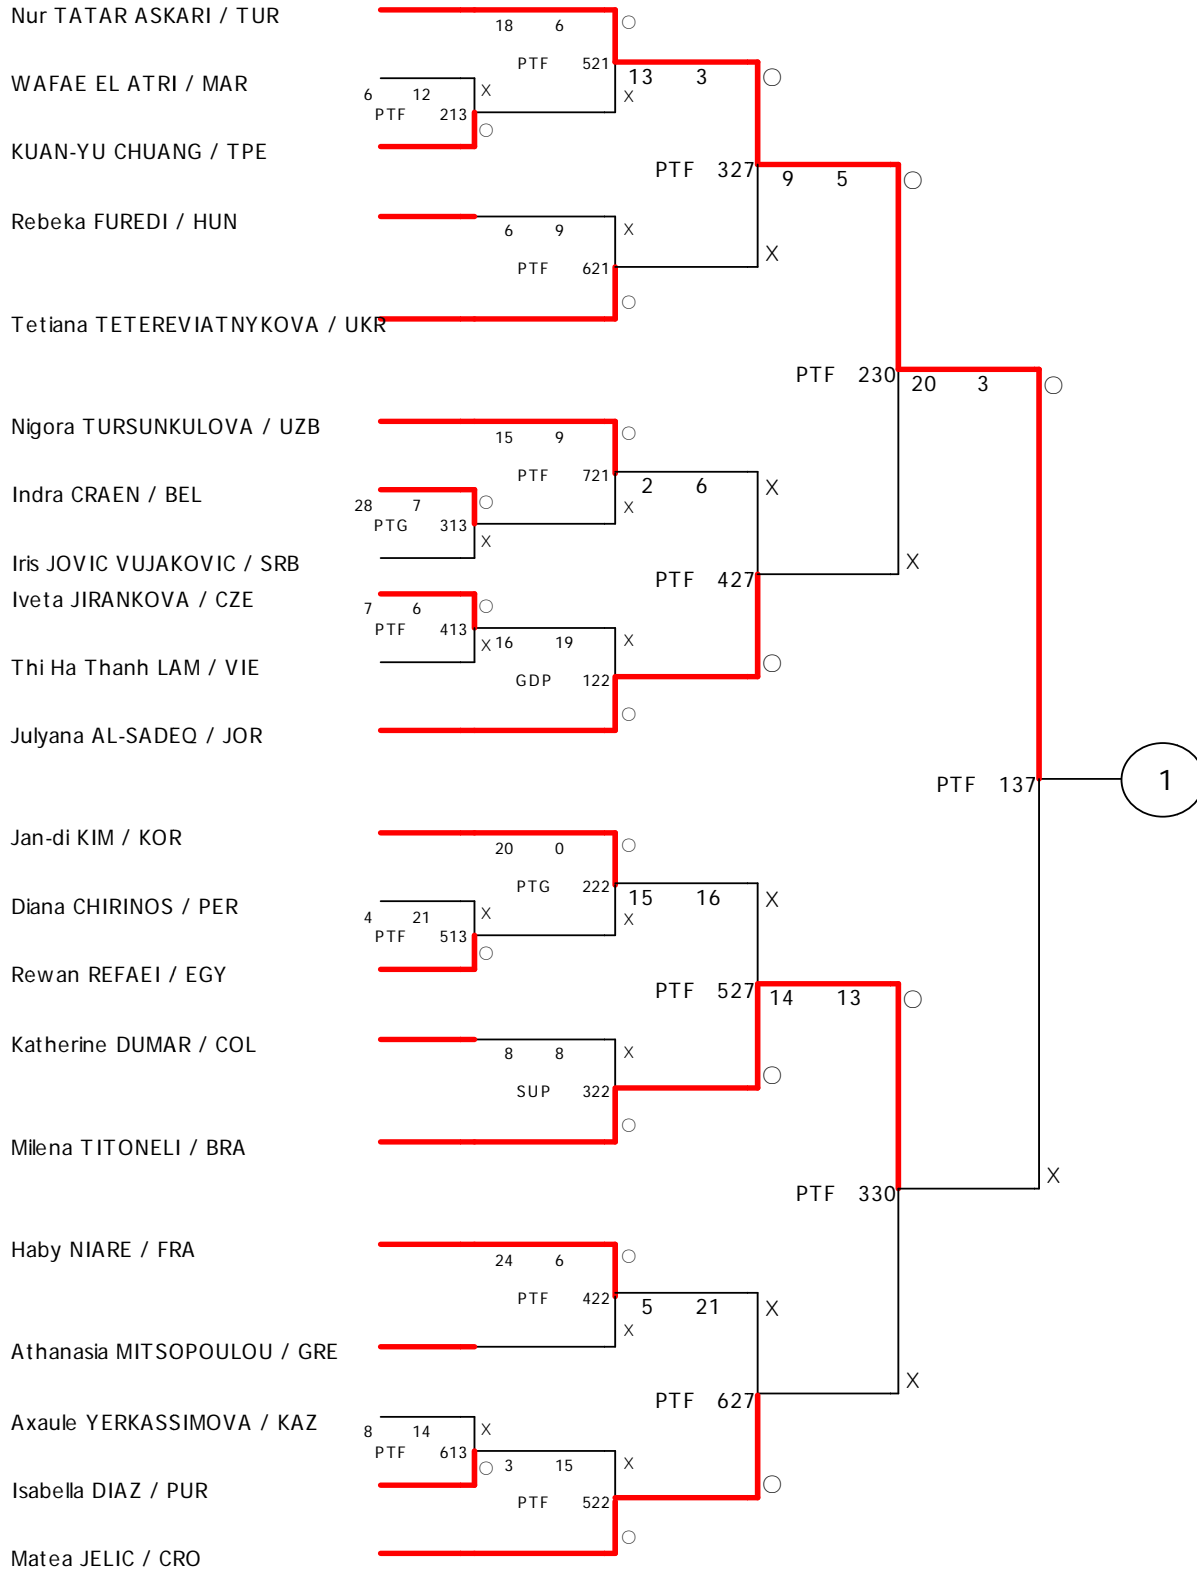 Nur TATAR ASKARI / TUR
18 6
PTF 521
WAFAE EL ATRI / MAR
6 12
PTF 213
X
O
X
O
13 3
KUAN-YU CHUANG / TPE
PTF 327
O
X
9 5
Rebeka FUREDI / HUN
6 9
PTF 621
X
O
Tetiana TETEREVIATNYKOVA / UKR
PTF 230
O
X
20 3
Nigora TURSUNKULOVA / UZB
15 9
PTF 721
O
X
2 6
Indra CRAEN / BEL
28 7
PTG 313
O
X
Iris JOVIC VUJAKOVIC / SRB
PTF 427
X
O
Iveta JIRANKOVA / CZE
7 6
PTF 413
O
X
16 19
GDP 122
X
O
Thi Ha Thanh LAM / VIE
Julyana AL-SADEQ / JOR
PTF 137
O
X
1
Jan-di KIM / KOR
20 0
PTG 222
O
X
15 16
Diana CHIRINOS / PER
4 21
PTF 513
X
O
Rewan REFAEI / EGY
PTF 527
X
O
14 13
Katherine DUMAR / COL
8 8
SUP 322
X
O
Milena TITONELI / BRA
PTF 330
O
X
Haby NIARE / FRA
24 6
PTF 422
O
X
5 21
Athanasia MITSOPOULOU / GRE
PTF 627
X
O
Axaule YERKASSIMOVA / KAZ
8 14
PTF 613
X
O
3 15
PTF 522
X
O
Isabella DIAZ / PUR
Matea JELIC / CRO